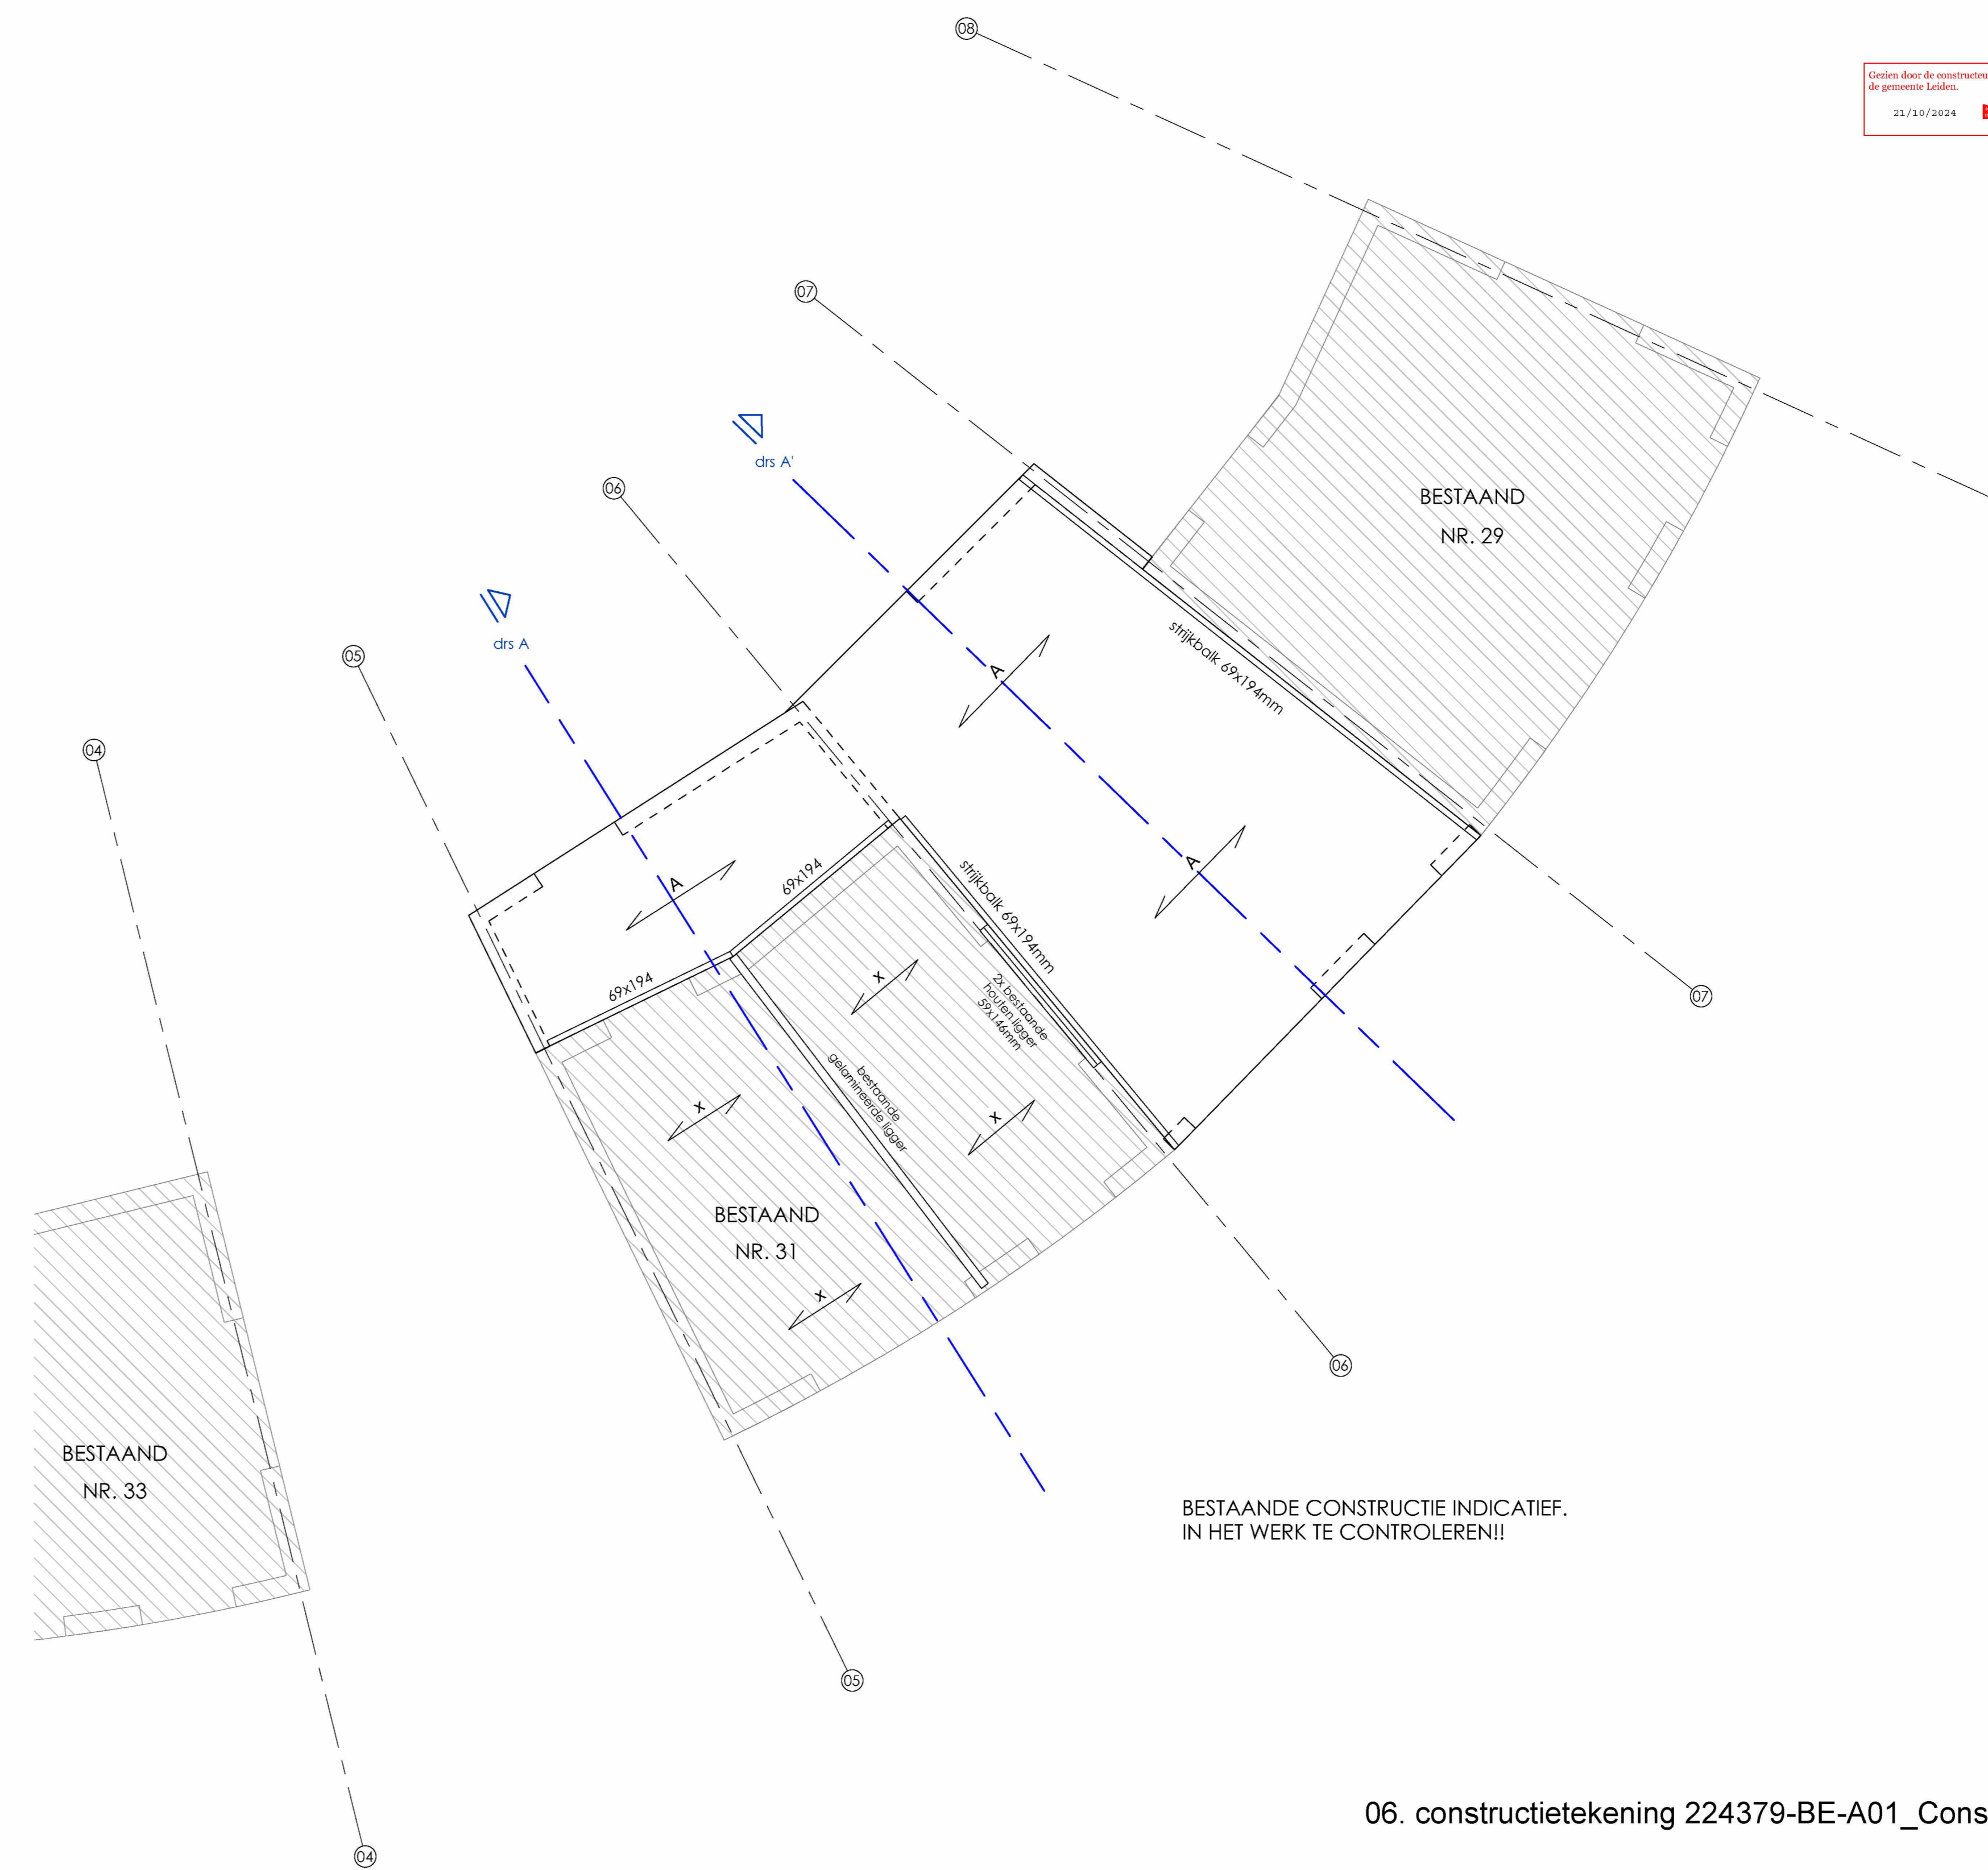 08
Gezien door de constructeu
de gemeente Leiden.
21/10/2024
07
drs A'
06
BESTAAND
NR. 29
drs A
05
strijkbalk 69x194mm
A
04
A
69x194
strijkbalk 69x194mm
A
69x194
x
2x bestaande
houten ligger
59x146mm
07
bestaande
gelamineerde ligger
x
x
BESTAAND
NR. 31
x
06
BESTAAND
NR. 33
BESTAANDE CONSTRUCTIE INDICATIEF.
IN HET WERK TE CONTROLEREN!!
05
06. constructietekening 224379-BE-A01_Cons
04